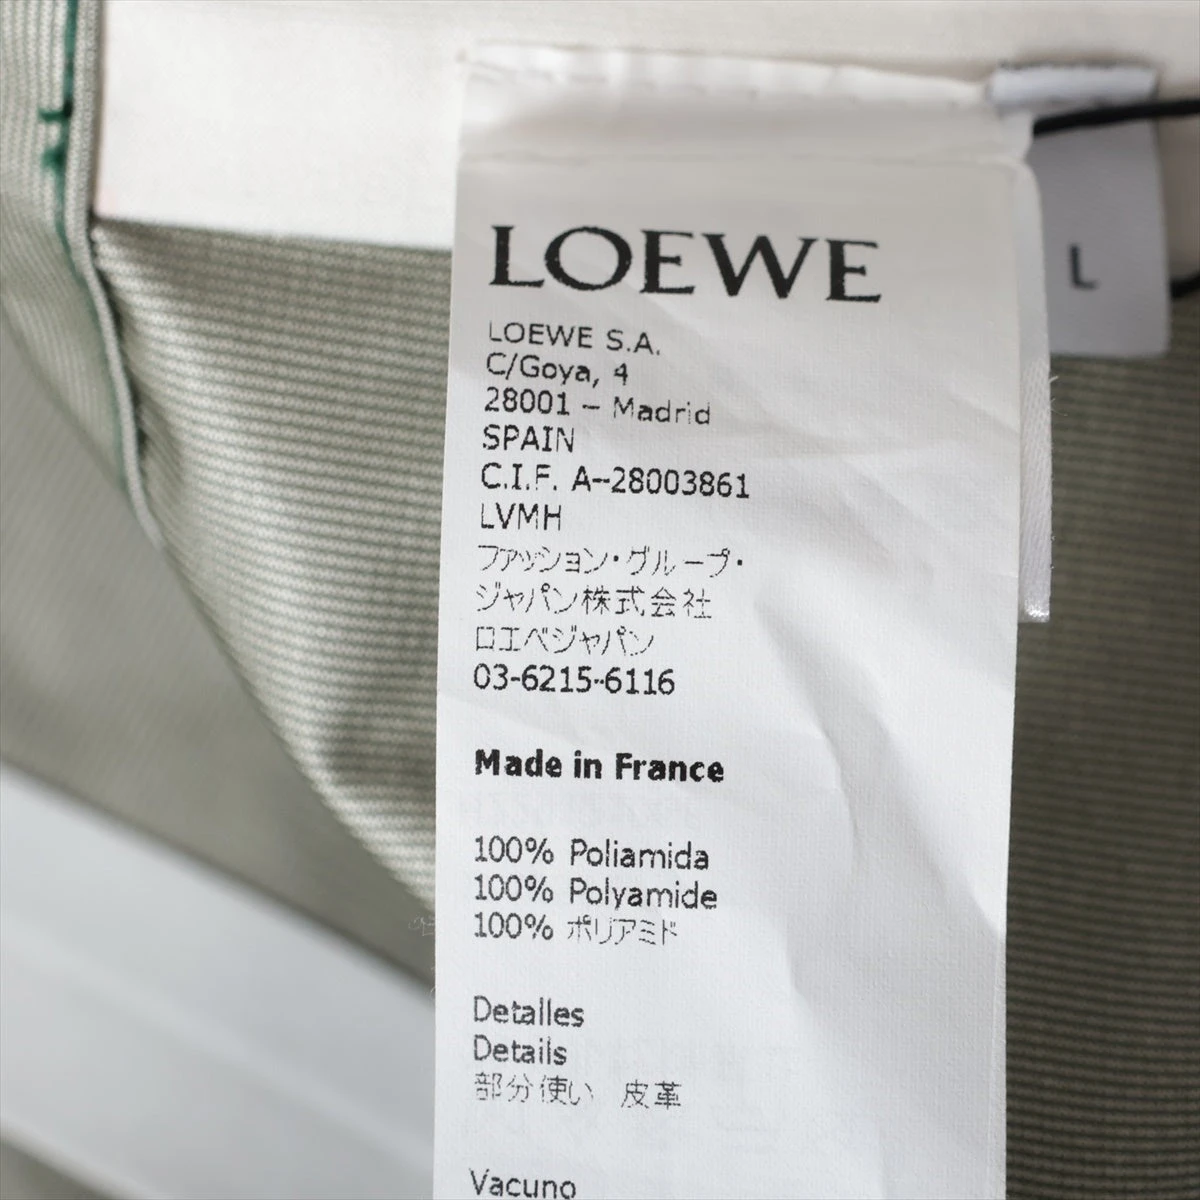 LOEWE
L
LOEWE S.A.
C/Goya, 4
28001 – Madrid
SPAIN
C.I.F. A--28003861
LVMH
ファッション・グループ・
ジャパン株式会社
ロエベジャパン
03-6215-6116
Made in France
100% Poliamida
100% Polyamide
100% ポリアミド
Detalles
Details
部分使い 皮革
Vacuno